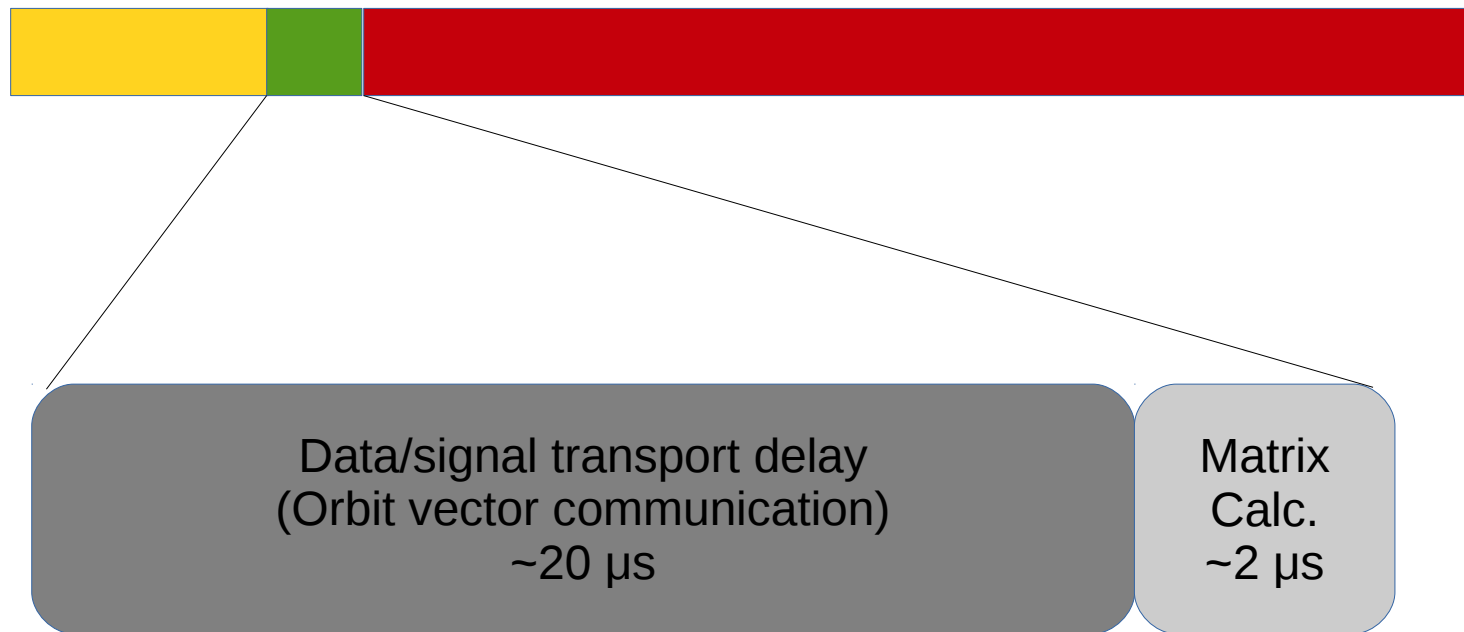 Data/signal transport delay
(Orbit vector communication)
~20 μs
Matrix
Calc.
~2 μs